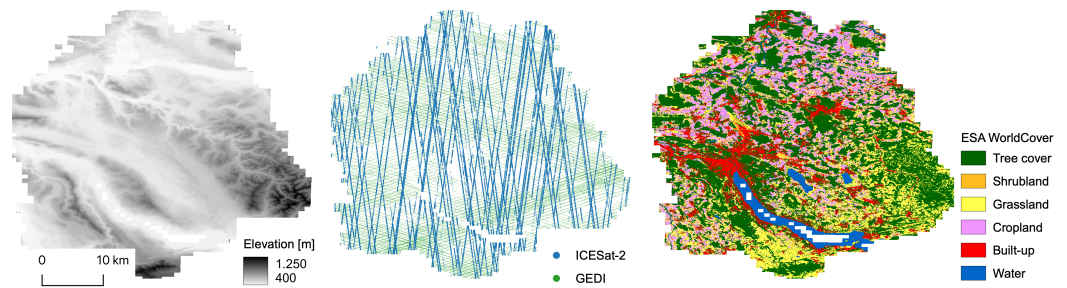 Elevation [m]
1.250
400
0 10 km
ICESat-2
GEDI
ESA WorldCover
Tree cover
Shrubland
Grassland
Cropland
Built-up
Water